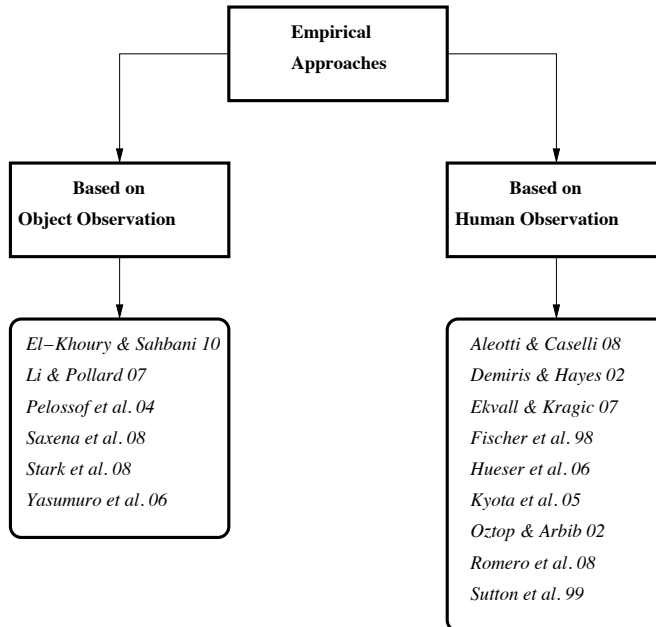 Empirical
Approaches
Based on
Object Observation
Based on
Human Observation
El–Khoury & Sahbani 10
Li & Pollard 07
Pelossof et al. 04
Saxena et al. 08
Stark et al. 08
Yasumuro et al. 06
Aleotti & Caselli 08
Demiris & Hayes 02
Ekvall & Kragic 07
Fischer et al. 98
Hueser et al. 06
Kyota et al. 05
Oztop & Arbib 02
Romero et al. 08
Sutton et al. 99